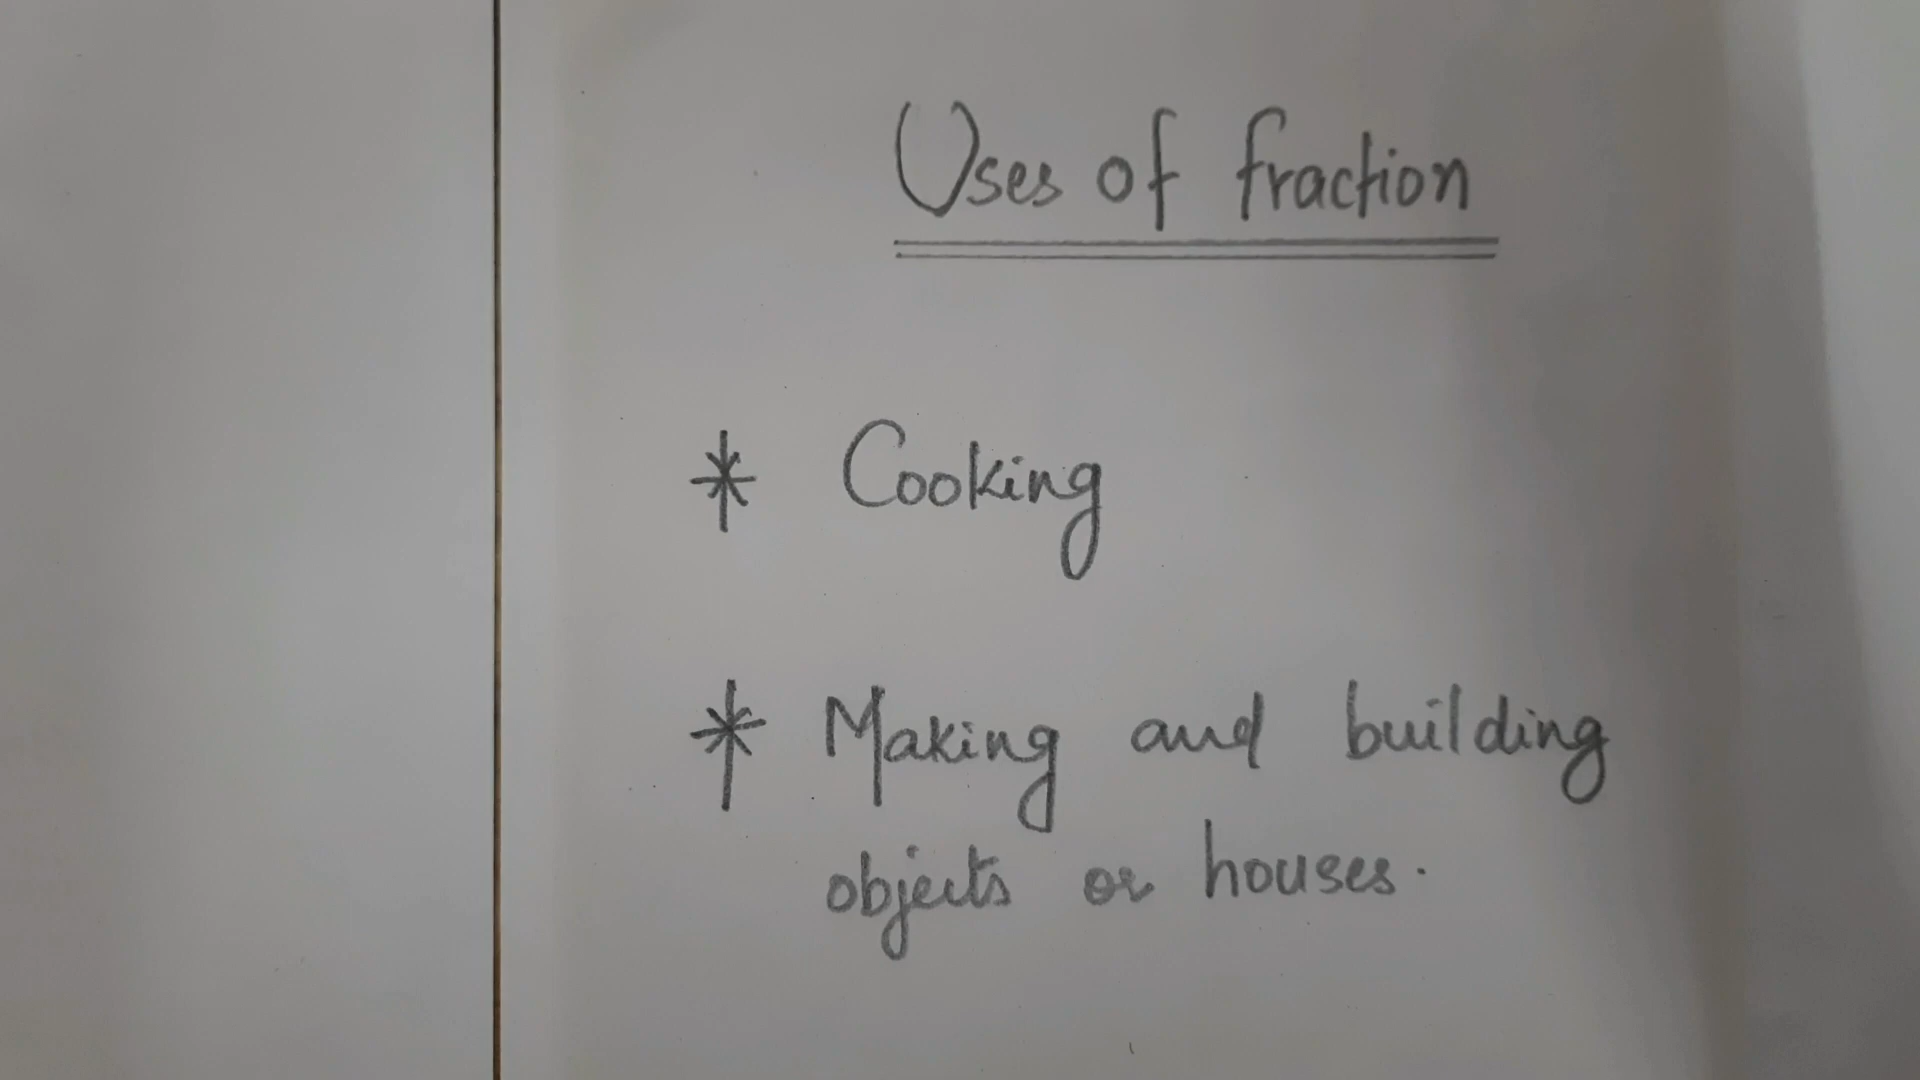 Uses of fraction
* Cooking
* Making and building
objects or houses.